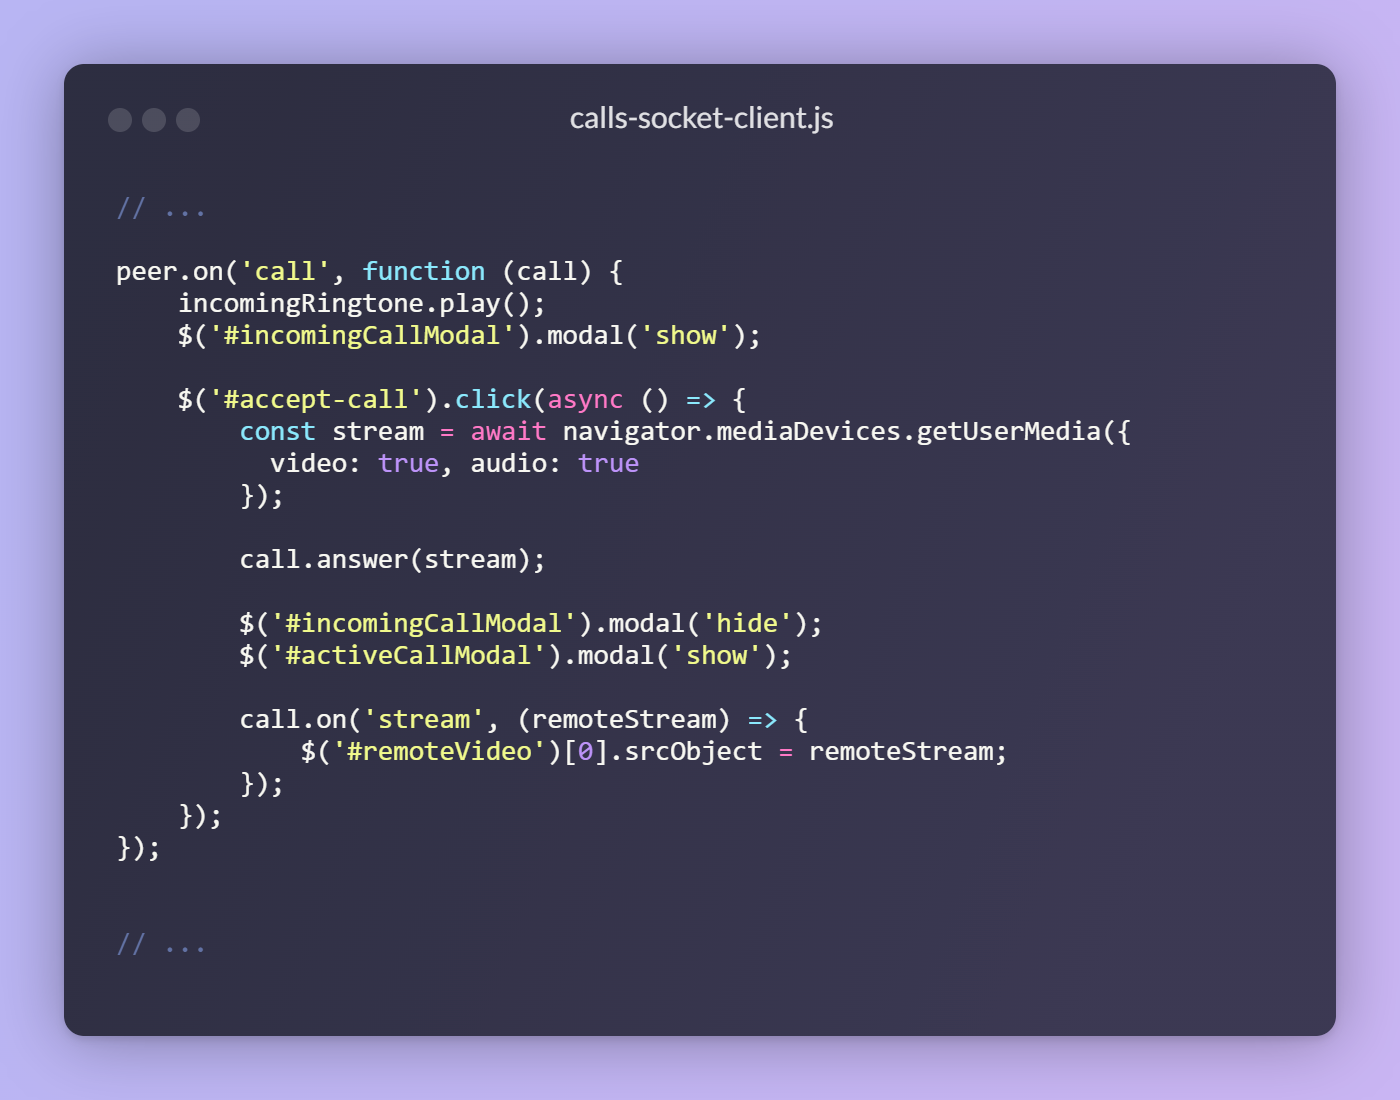 calls-socket-client.js
// ...
peer.on('call', function (call) {
    incomingRingtone.play();
    $('#incomingCallModal').modal('show');
    $('#accept-call').click(async () => {
        const stream = await navigator.mediaDevices.getUserMedia({
          video: true, audio: true
        });
        call.answer(stream);
        $('#incomingCallModal').modal('hide');
        $('#activeCallModal').modal('show');
        call.on('stream', (remoteStream) => {
            $('#remoteVideo')[0].srcObject = remoteStream;
        });
    });
});
// ...